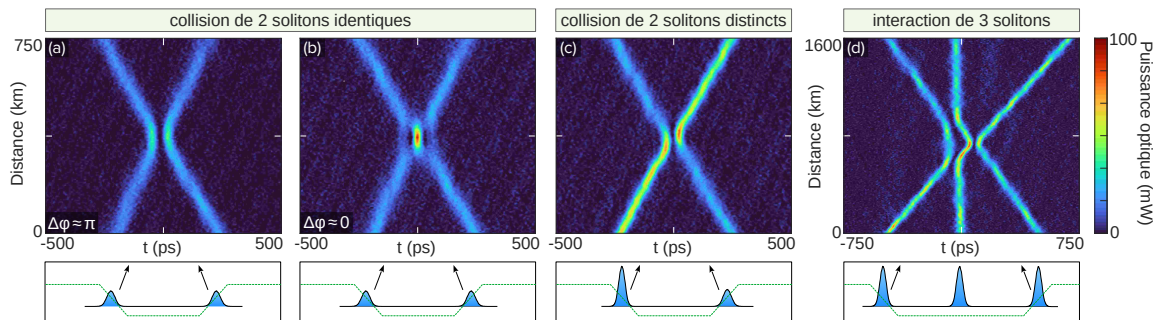 collision de 2 solitons identiques
collision de 2 solitons distincts
interaction de 3 solitons
750
(a)
(b)
(c)
1600
(d)
100
Distance (km)
Distance (km)
Puissance optique (mW)
Δφ ≈ π
Δφ ≈ 0
0
0
0
-500
t (ps)
500
-500
t (ps)
500
-500
t (ps)
500
-750
t (ps)
750